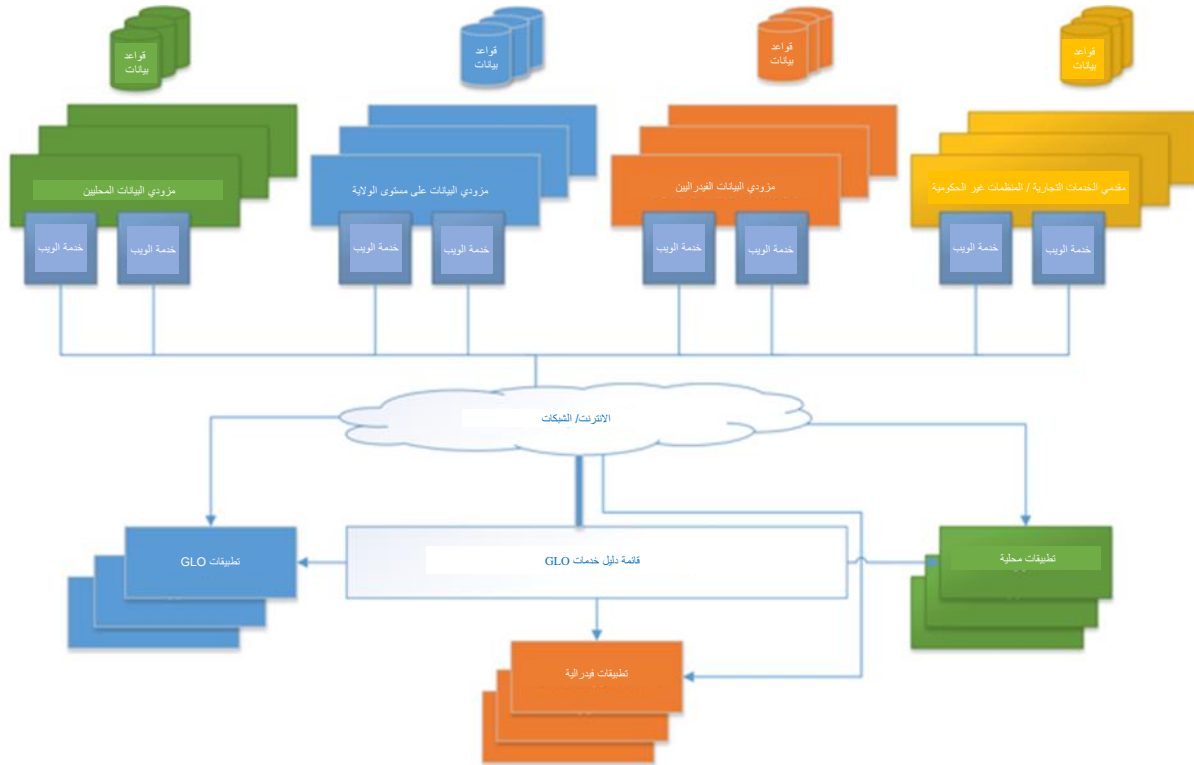 قواعد
بيانات
قواعد
بيانات
قواعد
بيانات
قواعد
بيانات
مزودي البيانات المحليين
مزودي البيانات على مستوى الولاية
مزودي البيانات الفيدراليين
مقدمي الخدمات التجارية / المنظمات غير الحكومية
خدمة الويب
خدمة الويب
خدمة الويب
خدمة الويب
خدمة الويب
خدمة الويب
خدمة الويب
خدمة الويب
الانترنت/ الشبكات
تطبيقات GLO
قائمة دليل خدمات GLO
تطبيقات محلية
تطبيقات فيدرالية